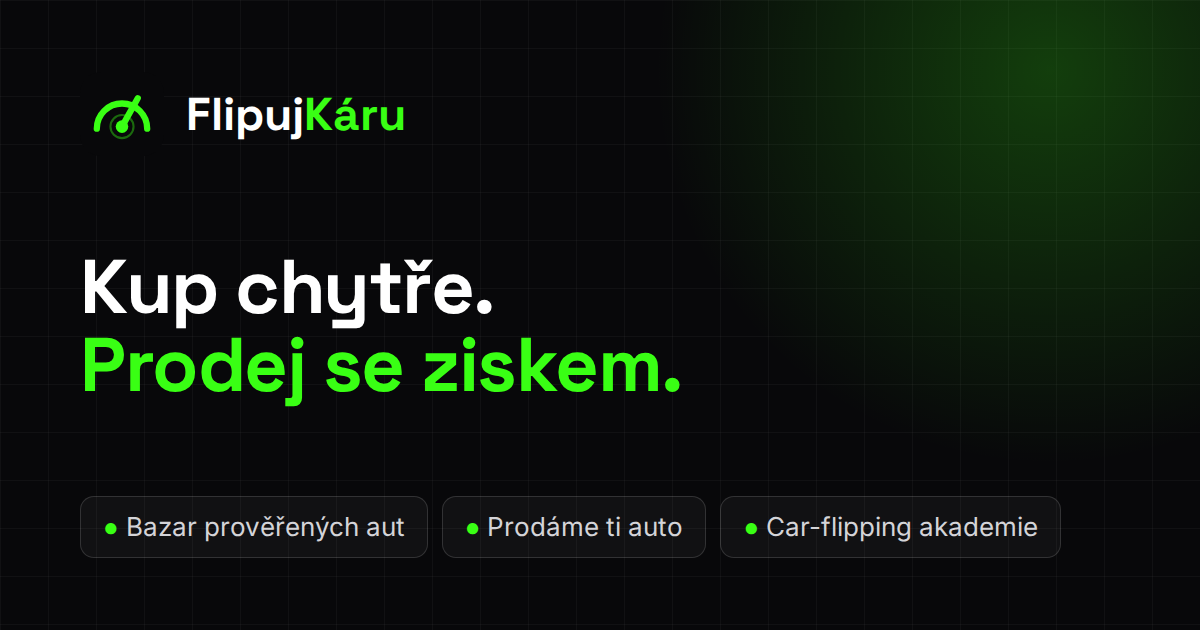 FlipujKáru
Kup chytře.
Prodej se ziskem.
Bazar prověřených aut
Prodáme ti auto
Car-flipping akademie